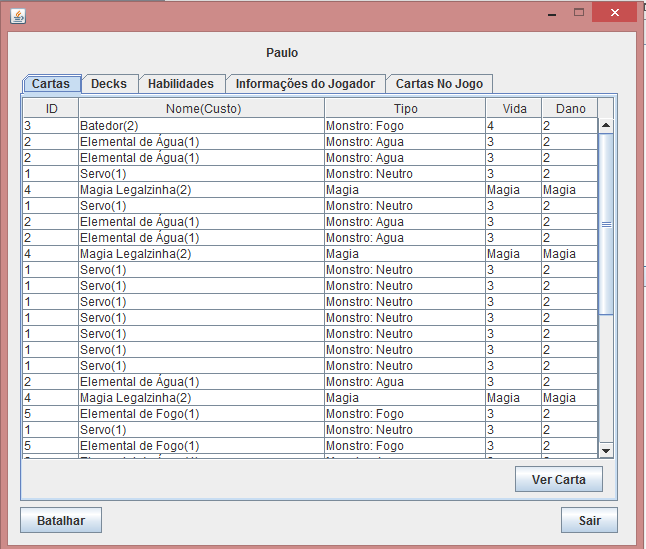 Paulo
Cartas Decks Habilidades Informações do Jogador Cartas No Jogo
ID Nome(Custo) Tipo Vida Dano
3 Batedor(2) Monstro: Fogo 4 2
2 Elemental de Água(1) Monstro: Agua 3 2
2 Elemental de Água(1) Monstro: Agua 3 2
1 Servo(1) Monstro: Neutro 3 2
4 Magia Legalzinha(2) Magia Magia Magia
1 Servo(1) Monstro: Neutro 3 2
2 Elemental de Água(1) Monstro: Agua 3 2
2 Elemental de Água(1) Monstro: Agua 3 2
4 Magia Legalzinha(2) Magia Magia Magia
1 Servo(1) Monstro: Neutro 3 2
1 Servo(1) Monstro: Neutro 3 2
1 Servo(1) Monstro: Neutro 3 2
1 Servo(1) Monstro: Neutro 3 2
1 Servo(1) Monstro: Neutro 3 2
1 Servo(1) Monstro: Neutro 3 2
1 Servo(1) Monstro: Neutro 3 2
2 Elemental de Água(1) Monstro: Agua 3 2
4 Magia Legalzinha(2) Magia Magia Magia
5 Elemental de Fogo(1) Monstro: Fogo 3 2
1 Servo(1) Monstro: Neutro 3 2
5 Elemental de Fogo(1) Monstro: Fogo 3 2
Ver Carta
Batalhar Sair